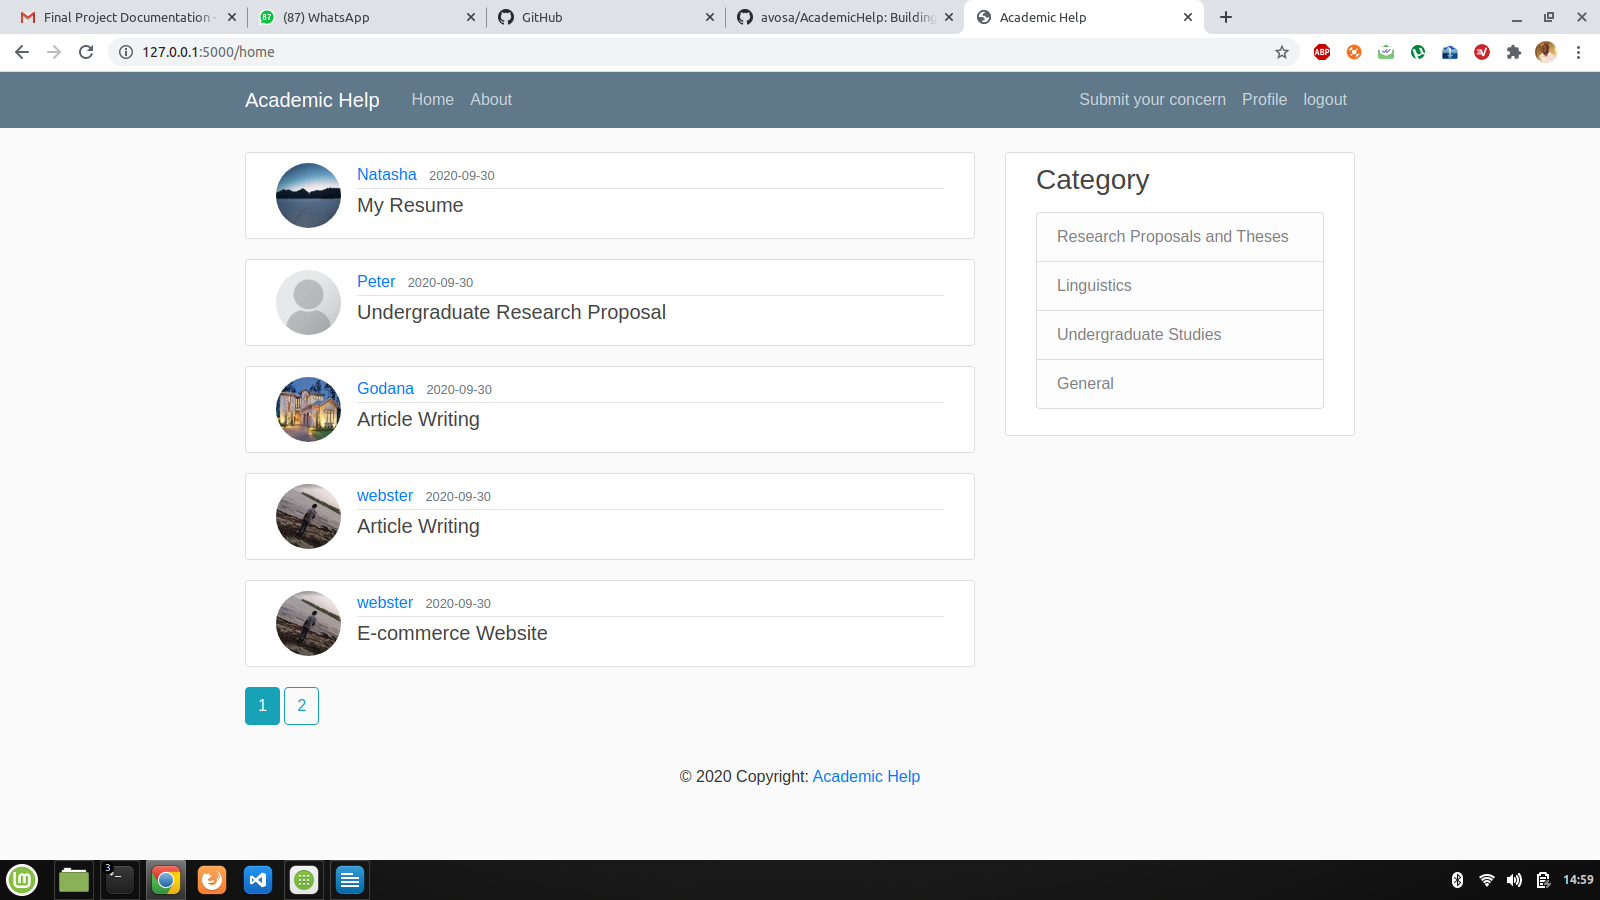 Final Project Documentation -
87
(87) WhatsApp
GitHub
avosa/AcademicHelp: Building
Academic Help
127.0.0.1:5000/home
ABP
Academic Help
Home
About
Submit your concern
Profile
logout
Natasha 2020-09-30
My Resume
Peter 2020-09-30
Undergraduate Research Proposal
Godana 2020-09-30
Article Writing
webster 2020-09-30
Article Writing
webster 2020-09-30
E-commerce Website
1 2
Category
Research Proposals and Theses
Linguistics
Undergraduate Studies
General
© 2020 Copyright: Academic Help
3
14:59